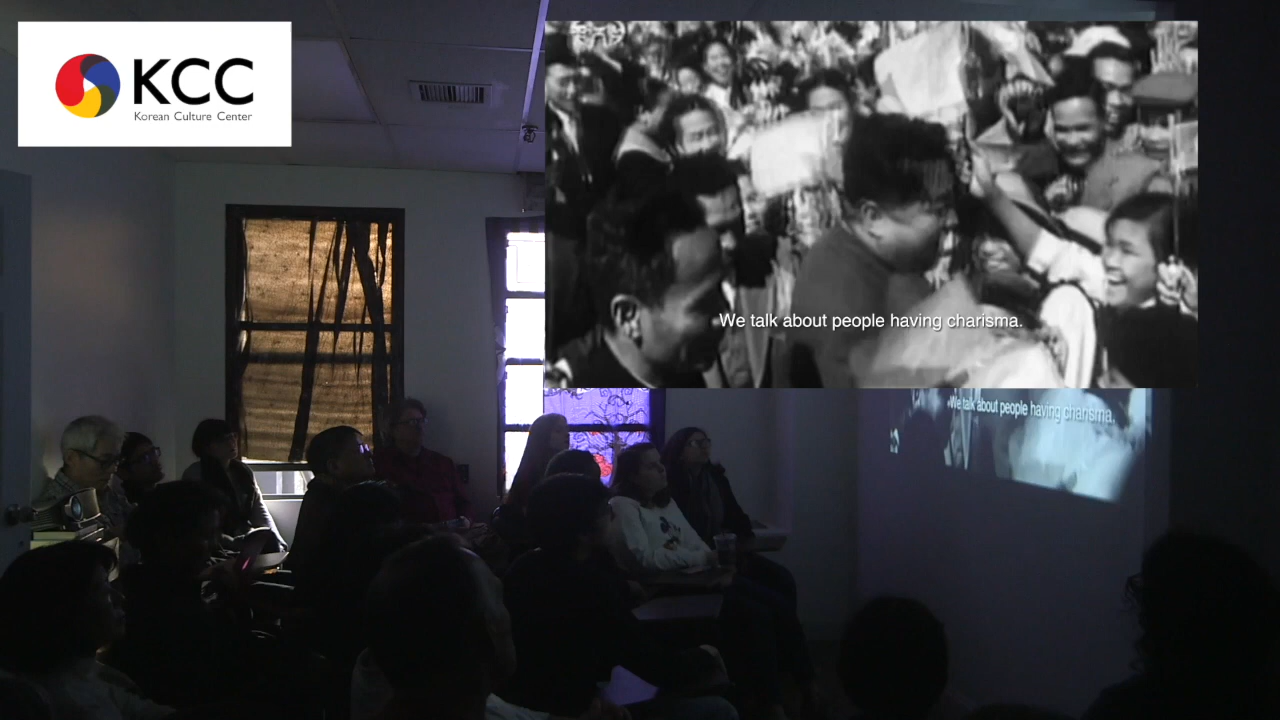 KCC
Korean Culture Center
We talk about people having charisma.
We talk about people having charisma.